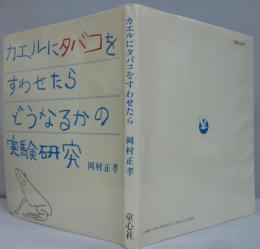 カエルにタバコを
すわせたら
どうなるかの
実験研究
岡村正孝
カエルにタバコをすわせたら
岡村正孝
童心社